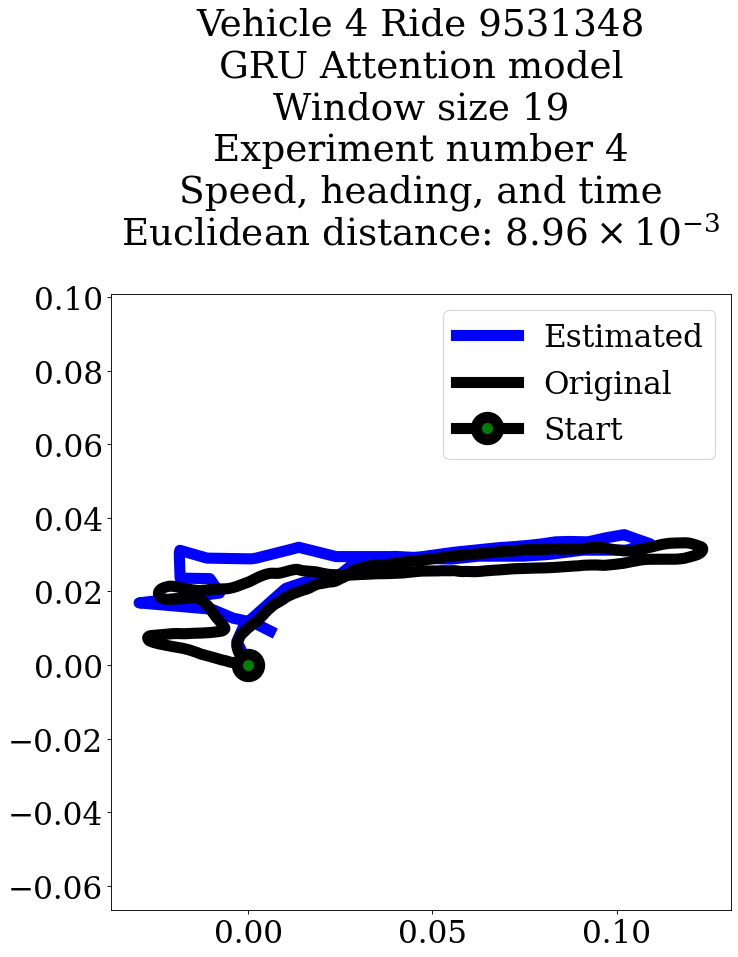 Vehicle 4 Ride 9531348
GRU Attention model
Window size 19
Experiment number 4
Speed, heading, and time
Euclidean distance: 8.96 × 10⁻³
0.10
0.08
0.06
0.04
0.02
0.00
−0.02
−0.04
−0.06
Estimated
Original
Start
0.00 0.05 0.10